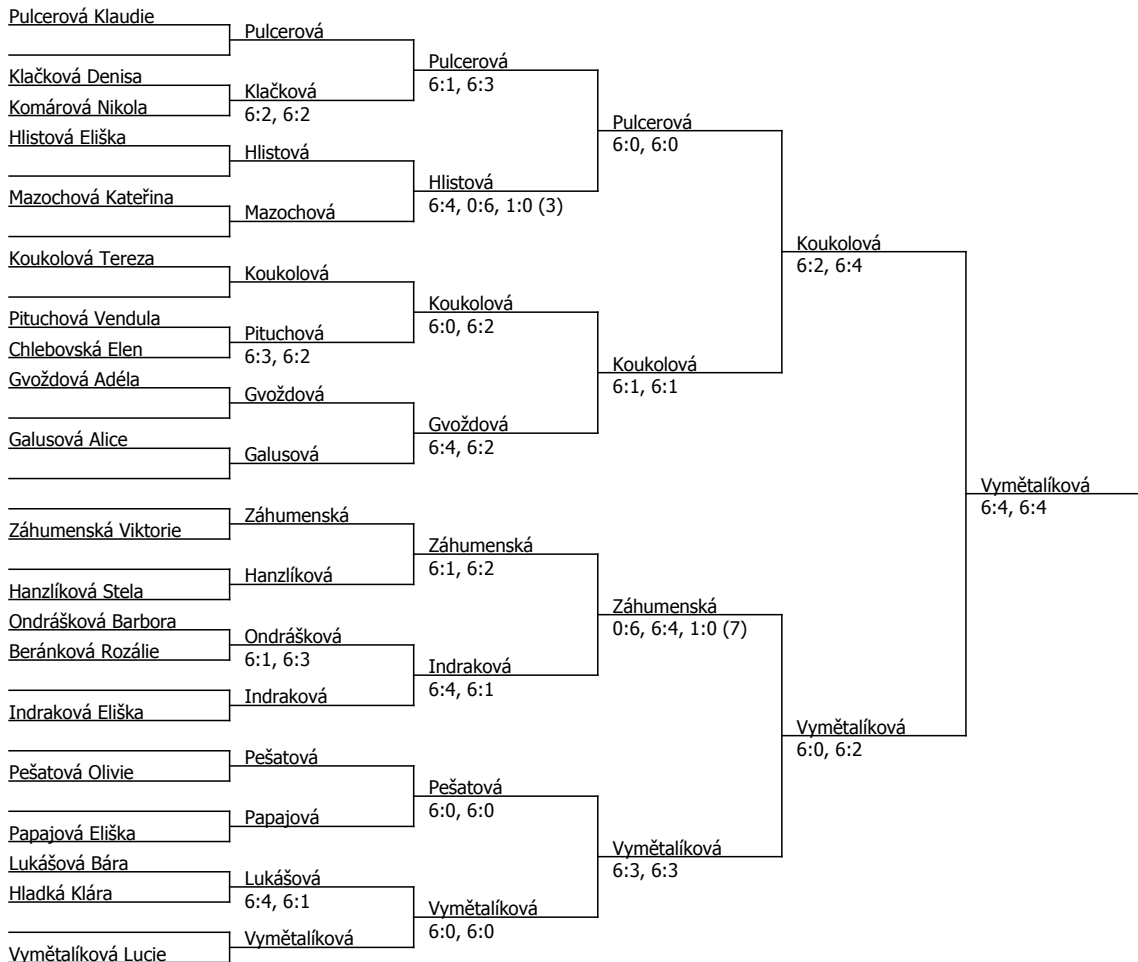 Pulcerová Klaudie
Klačková Denisa
Komárová Nikola
Hlistová Eliška
Mazochová Kateřina
Koukolová Tereza
Pituchová Vendula
Chlebovská Elen
Gvoždová Adéla
Galusová Alice
Záhumenská Viktorie
Hanzlíková Stela
Ondrášková Barbora
Beránková Rozálie
Indraková Eliška
Pešatová Olivie
Papajová Eliška
Lukášová Bára
Hladká Klára
Vymětalíková Lucie
Pulcerová
Klačková
6:2, 6:2
Hlistová
Mazochová
Koukolová
Pituchová
6:3, 6:2
Gvoždová
Galusová
Záhumenská
Hanzlíková
Ondrášková
6:1, 6:3
Indraková
Pešatová
Papajová
Lukášová
6:4, 6:1
Vymětalíková
Pulcerová
6:1, 6:3
Hlistová
6:4, 0:6, 1:0 (3)
Koukolová
6:0, 6:2
Gvoždová
6:4, 6:2
Záhumenská
6:1, 6:2
Indraková
6:4, 6:1
Pešatová
6:0, 6:0
Vymětalíková
6:0, 6:0
Pulcerová
6:0, 6:0
Koukolová
6:1, 6:1
Záhumenská
0:6, 6:4, 1:0 (7)
Vymětalíková
6:3, 6:3
Koukolová
6:2, 6:4
Vymětalíková
6:0, 6:2
Vymětalíková
6:4, 6:4